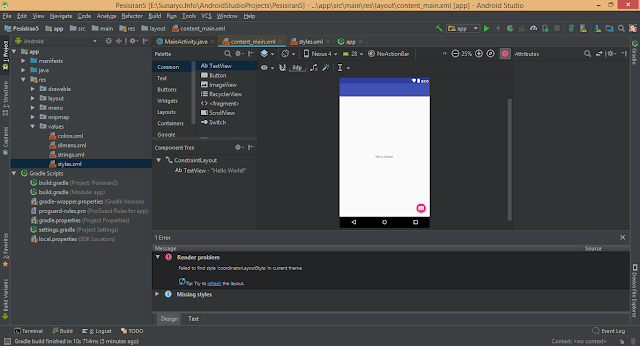 Pesisiran5 [E:\Sunaryo.Info\AndroidStudioProjects\Pesisiran5] - ...\app\src\main\res\layout\content_main.xml [app] - Android Studio
File Edit View Navigate Code Analyze Refactor Build Run Tools VCS Window Help
Pesisiran5 app src main res layout content_main.xml
app
Android
MainActivity.java content_main.xml styles.xml app
app
manifests
java
res
drawable
layout
menu
mipmap
values
colors.xml
dimens.xml
strings.xml
styles.xml
Gradle Scripts
build.gradle (Project: Pesisiran5)
build.gradle (Module: app)
gradle-wrapper.properties (Gradle Version)
proguard-rules.pro (ProGuard Rules for app)
gradle.properties (Project Properties)
settings.gradle (Project Settings)
local.properties (SDK Location)
1: Project
7: Structure
Captures
2: Favorites
Build Variants
Palette
Common
Text
Buttons
Widgets
Layouts
Containers
Google
Ab TextView
Button
ImageView
RecyclerView
<> <fragment>
ScrollView
Switch
Component Tree
ConstraintLayout
Ab TextView - "Hello World!"
Nexus 4 28 NoActionBar 25%
Attributes
8dp
8:00
Hello World!
Gradle
Device File Explorer
1 Error
Message Source
Render problem
Failed to find style 'coordinatorLayoutStyle' in current theme
Tip: Try to refresh the layout.
Missing styles
Design Text
Terminal Build 6: Logcat TODO
Event Log
Gradle build finished in 10s 714ms (5 minutes ago)
Context: <no context>